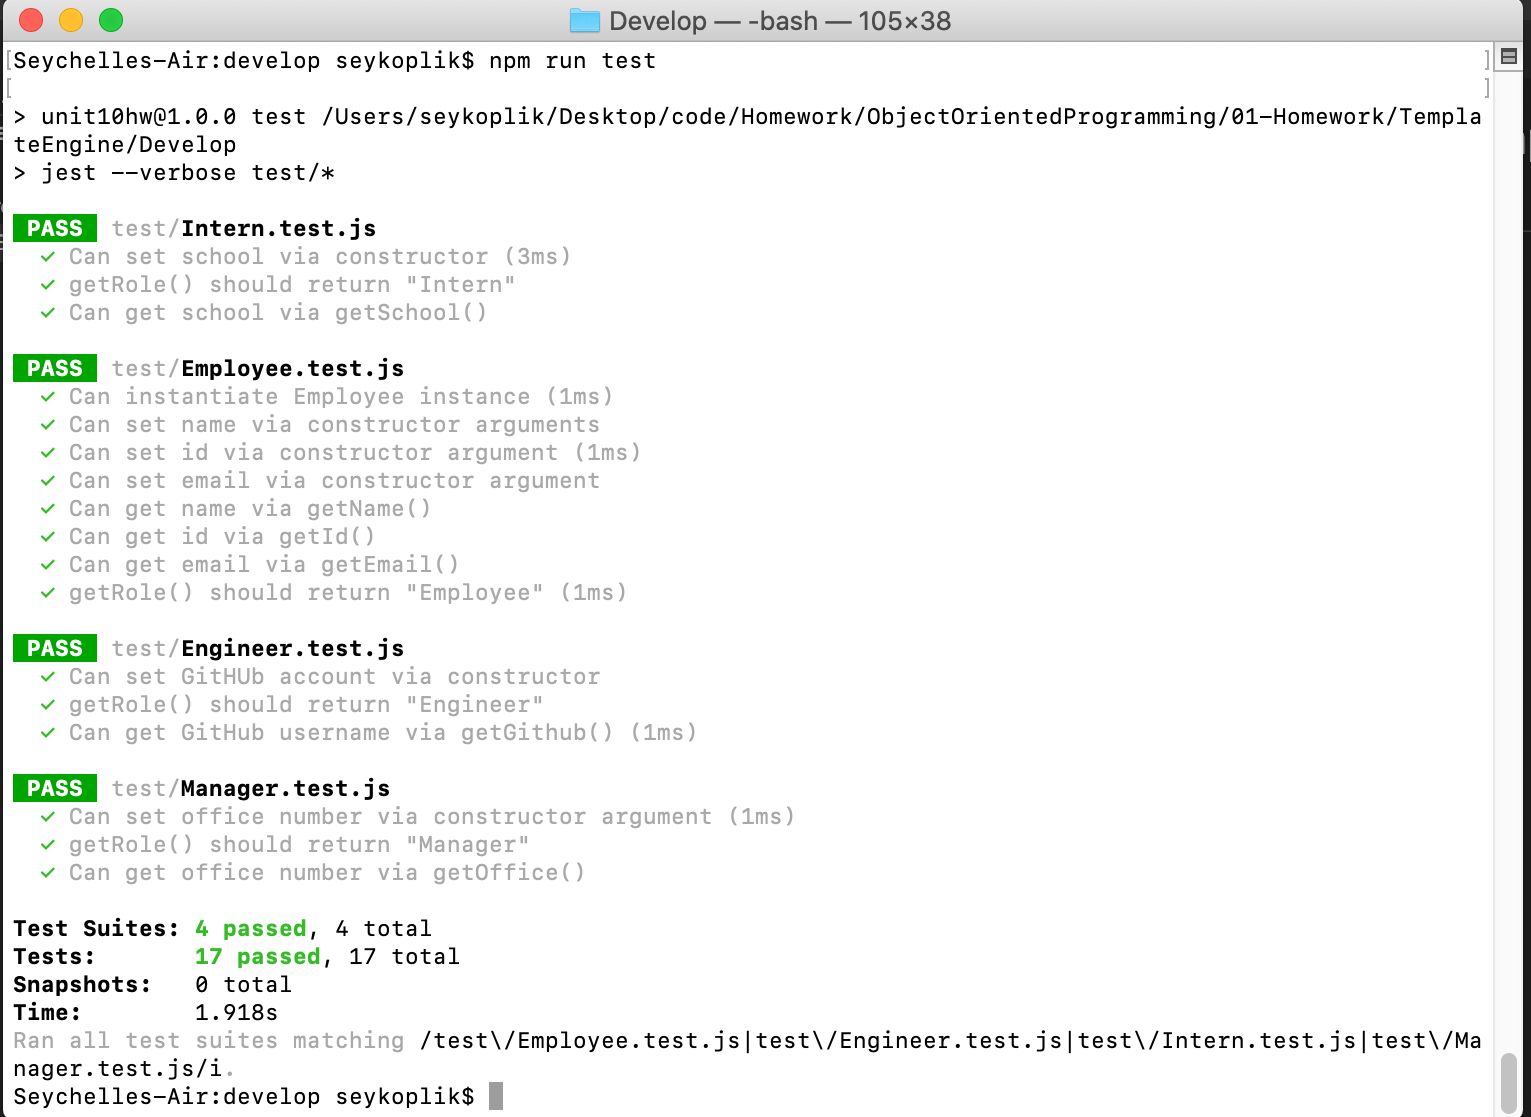 Develop — -bash — 105×38
[Seychelles-Air:develop seykoplik$ npm run test ]
[ ]
> unit10hw@1.0.0 test /Users/seykoplik/Desktop/code/Homework/ObjectOrientedProgramming/01-Homework/Templa
teEngine/Develop
> jest --verbose test/*
PASS test/Intern.test.js
✓ Can set school via constructor (3ms)
✓ getRole() should return "Intern"
✓ Can get school via getSchool()
PASS test/Employee.test.js
✓ Can instantiate Employee instance (1ms)
✓ Can set name via constructor arguments
✓ Can set id via constructor argument (1ms)
✓ Can set email via constructor argument
✓ Can get name via getName()
✓ Can get id via getId()
✓ Can get email via getEmail()
✓ getRole() should return "Employee" (1ms)
PASS test/Engineer.test.js
✓ Can set GitHUb account via constructor
✓ getRole() should return "Engineer"
✓ Can get GitHub username via getGithub() (1ms)
PASS test/Manager.test.js
✓ Can set office number via constructor argument (1ms)
✓ getRole() should return "Manager"
✓ Can get office number via getOffice()
Test Suites: 4 passed, 4 total
Tests: 17 passed, 17 total
Snapshots: 0 total
Time: 1.918s
Ran all test suites matching /test\/Employee.test.js|test\/Engineer.test.js|test\/Intern.test.js|test\/Ma
nager.test.js/i.
Seychelles-Air:develop seykoplik$